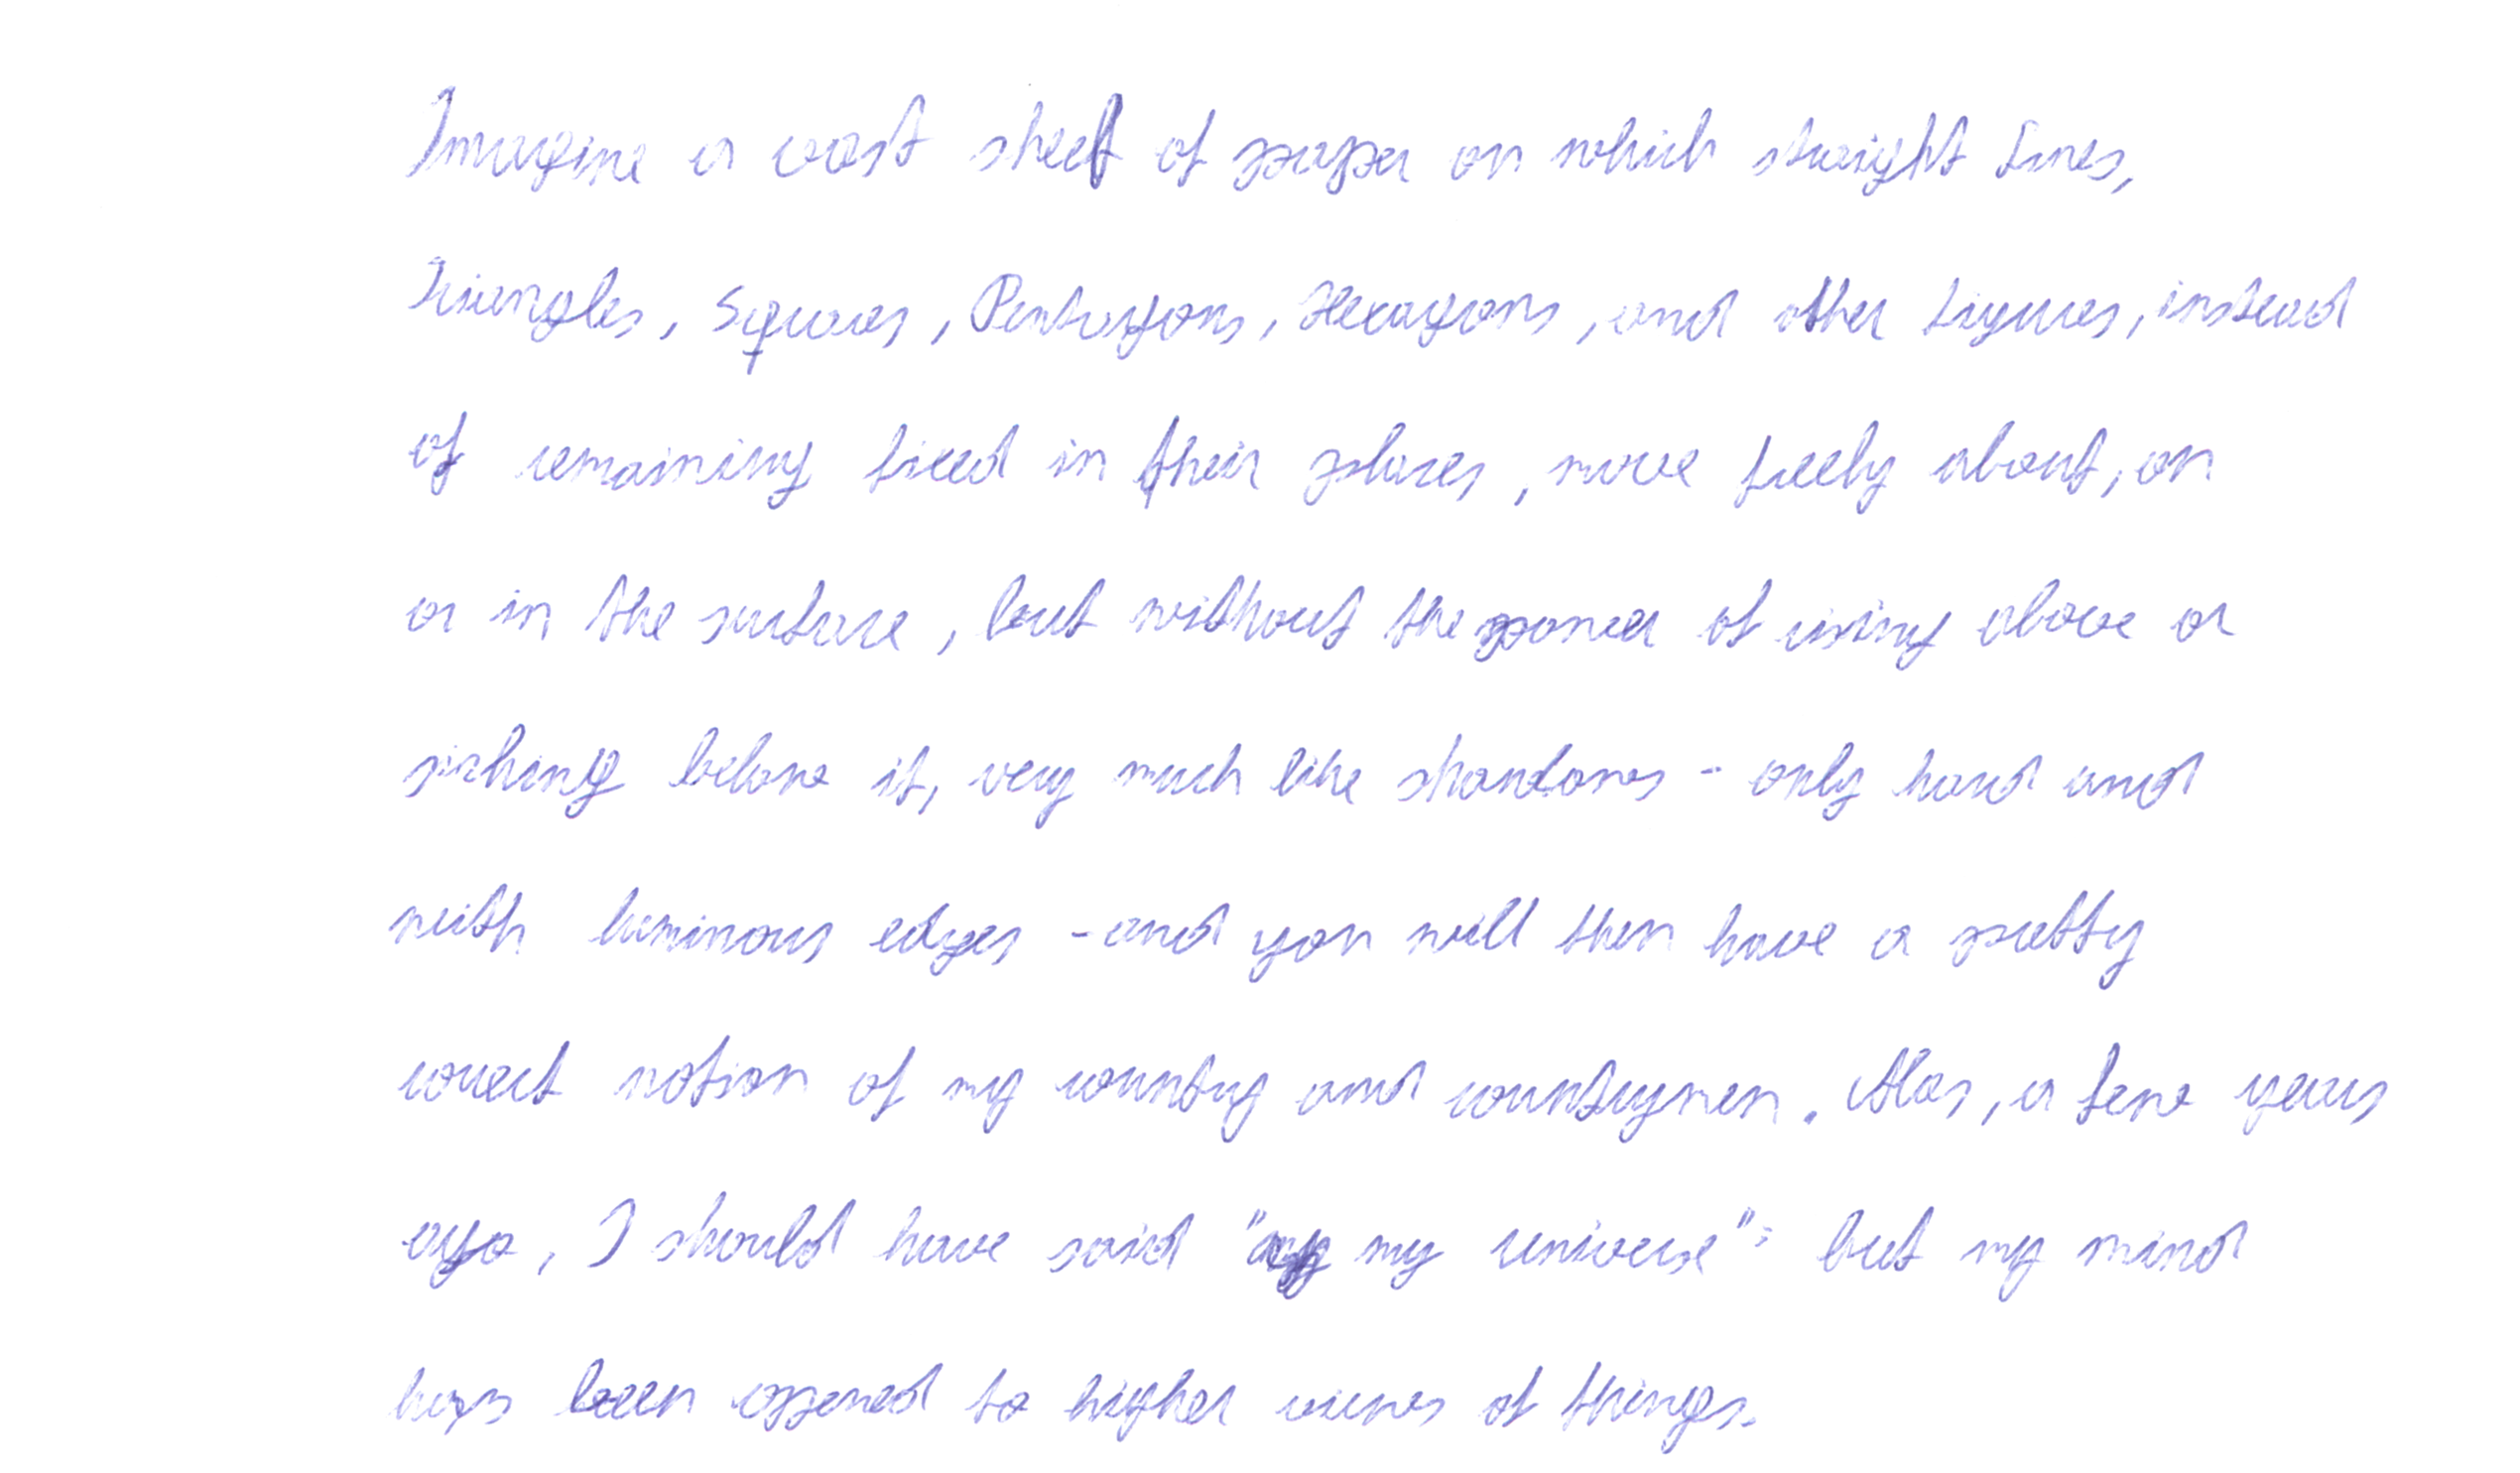 Imagine a vast sheet of paper on which straight Lines,
Triangles, Squares, Pentagons, Hexagons, and other figures, instead
of remaining fixed in their places, move freely about, on
or in the surface, but without the power of rising above or
sinking below it, very much like shadows - only hard and
with luminous edges - and you will then have a pretty
correct notion of my country and countrymen. Alas, a few years
ago, I should have said " my universe": but my mind
has been opened to higher views of things.